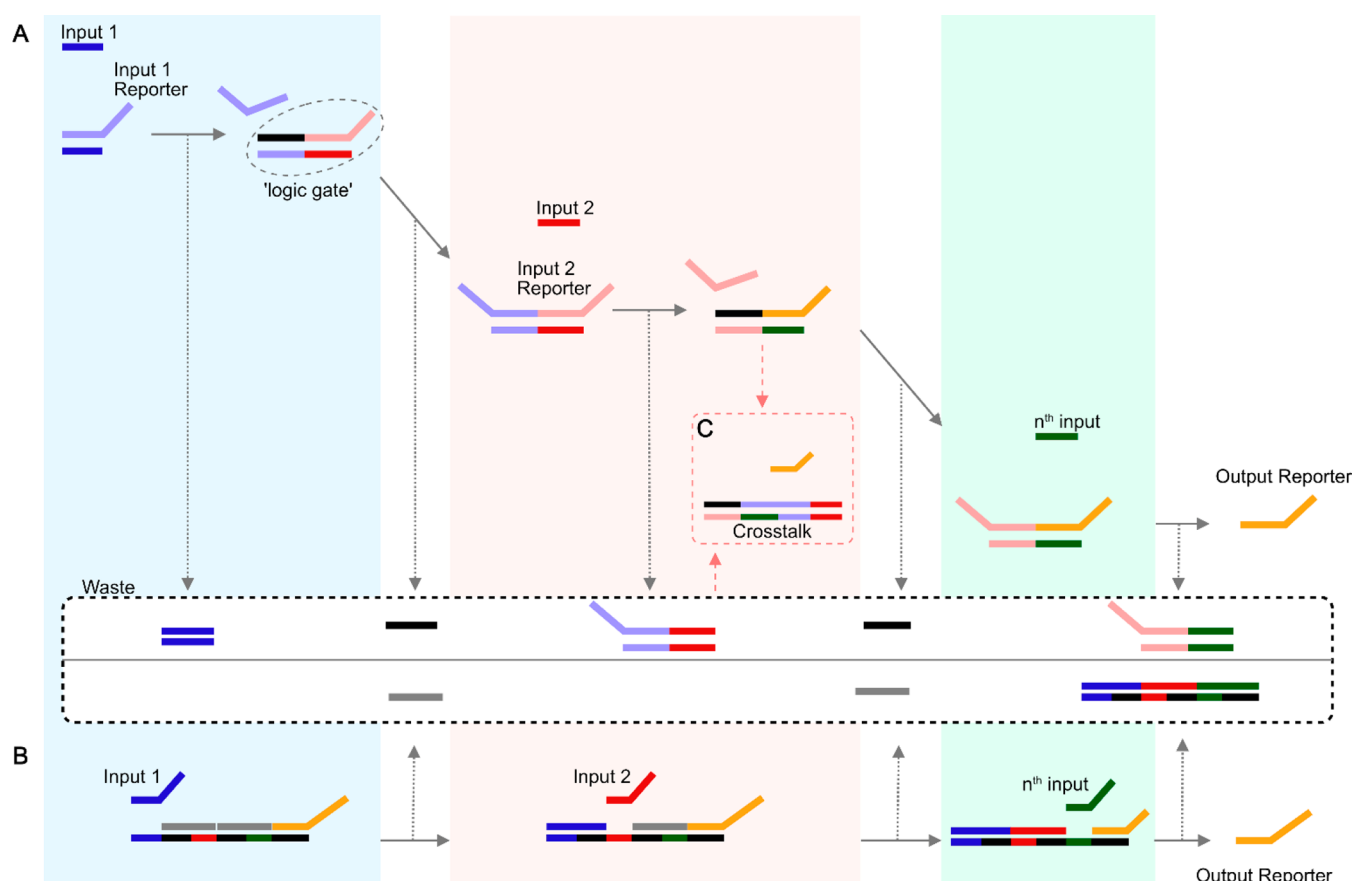 A
Input 1
Input 1
Reporter
'logic gate'
Input 2
Input 2
Reporter
C
Crosstalk
nth input
Output Reporter
Waste
B
Input 1
Input 2
nth input
Output Reporter